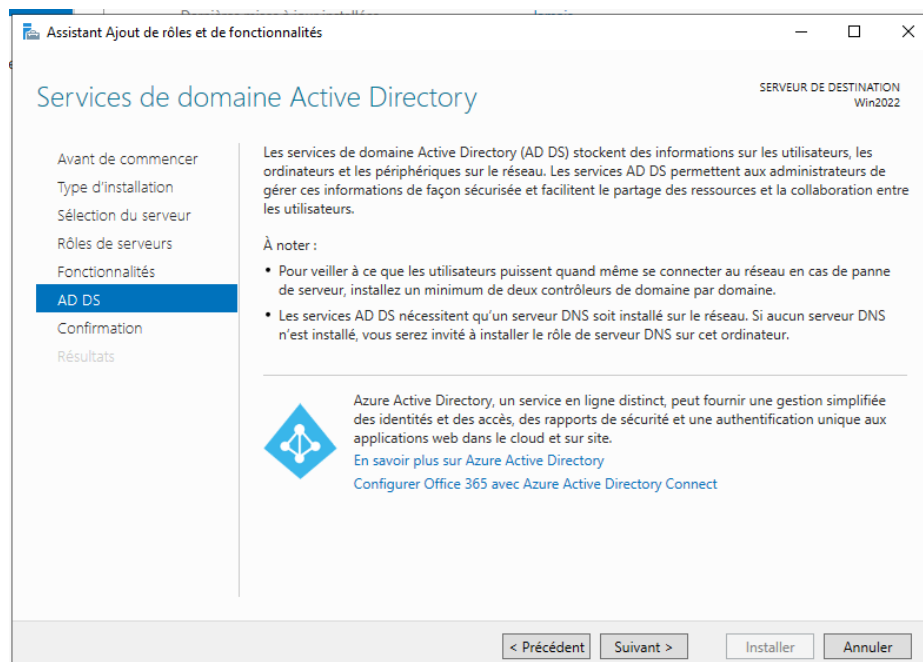 Assistant Ajout de rôles et de fonctionnalités
Services de domaine Active Directory
SERVEUR DE DESTINATION
Win2022
Avant de commencer
Type d'installation
Sélection du serveur
Rôles de serveurs
Fonctionnalités
AD DS
Confirmation
Résultats
Les services de domaine Active Directory (AD DS) stockent des informations sur les utilisateurs, les
ordinateurs et les périphériques sur le réseau. Les services AD DS permettent aux administrateurs de
gérer ces informations de façon sécurisée et facilitent le partage des ressources et la collaboration entre
les utilisateurs.
À noter :
• Pour veiller à ce que les utilisateurs puissent quand même se connecter au réseau en cas de panne
de serveur, installez un minimum de deux contrôleurs de domaine par domaine.
• Les services AD DS nécessitent qu'un serveur DNS soit installé sur le réseau. Si aucun serveur DNS
n'est installé, vous serez invité à installer le rôle de serveur DNS sur cet ordinateur.
Azure Active Directory, un service en ligne distinct, peut fournir une gestion simplifiée
des identités et des accès, des rapports de sécurité et une authentification unique aux
applications web dans le cloud et sur site.
En savoir plus sur Azure Active Directory
Configurer Office 365 avec Azure Active Directory Connect
< Précédent
Suivant >
Installer
Annuler